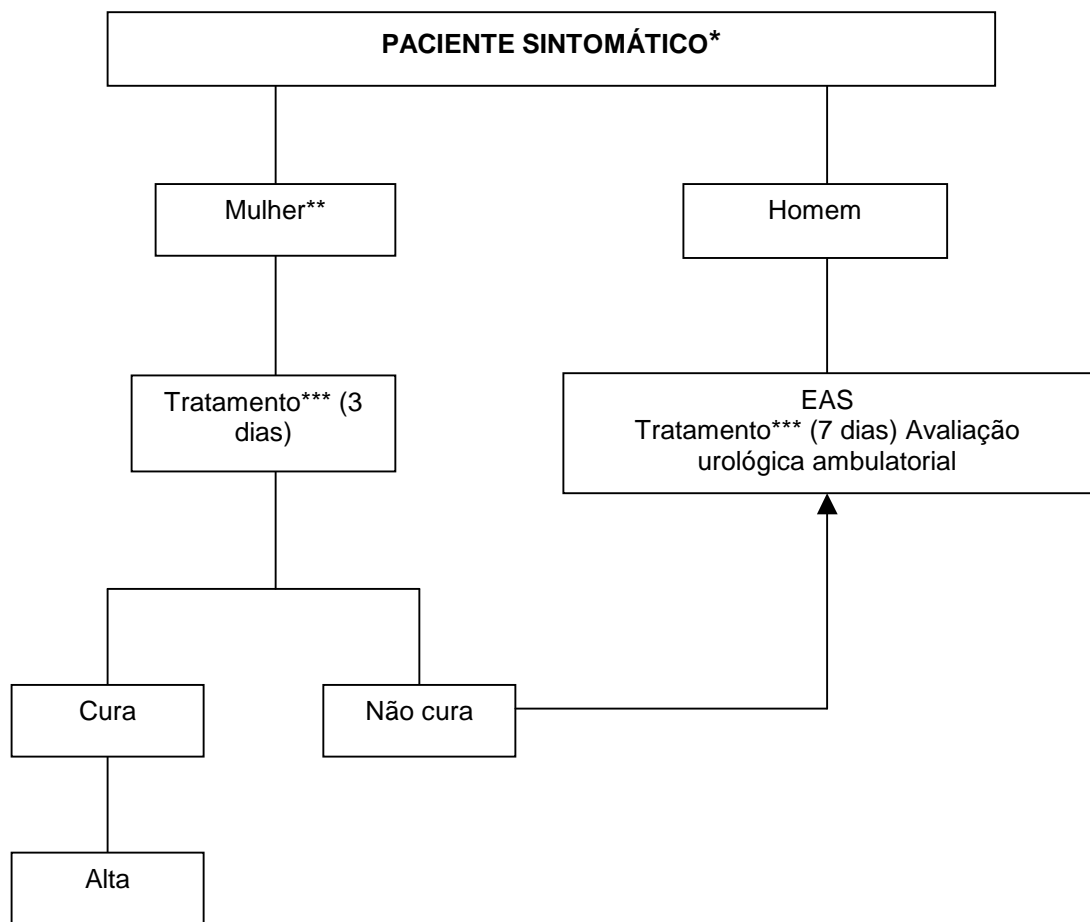 PACIENTE SINTOMÁTICO*
Mulher**
Homem
Tratamento*** (3
dias)
EAS
Tratamento*** (7 dias) Avaliação
urológica ambulatorial
Cura
Não cura
Alta